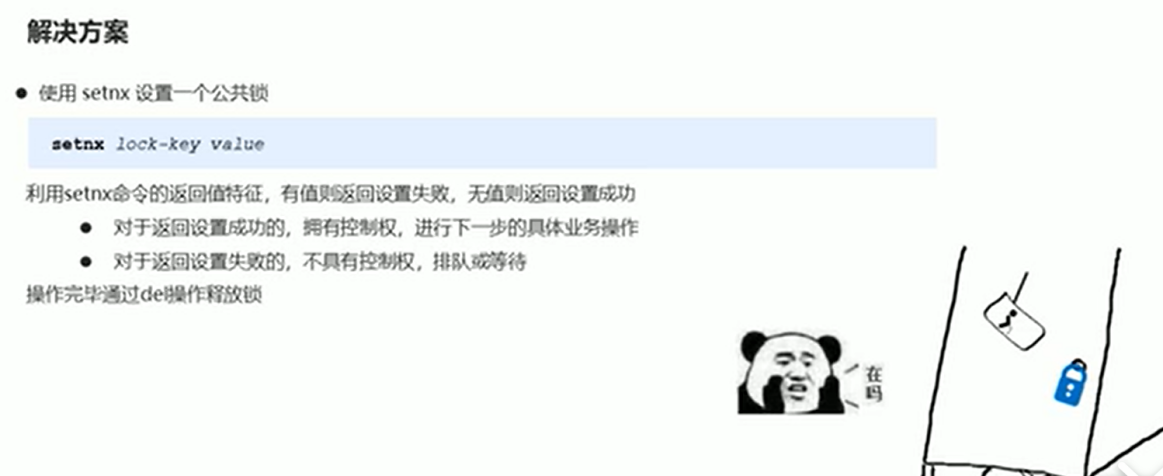 解决方案
● 使用 setnx 设置一个公共锁
setnx lock-key value
利用setnx命令的返回值特征，有值则返回设置失败，无值则返回设置成功
● 对于返回设置成功的，拥有控制权，进行下一步的具体业务操作
● 对于返回设置失败的，不具有控制权，排队或等待
操作完毕通过del操作释放锁
在
吗